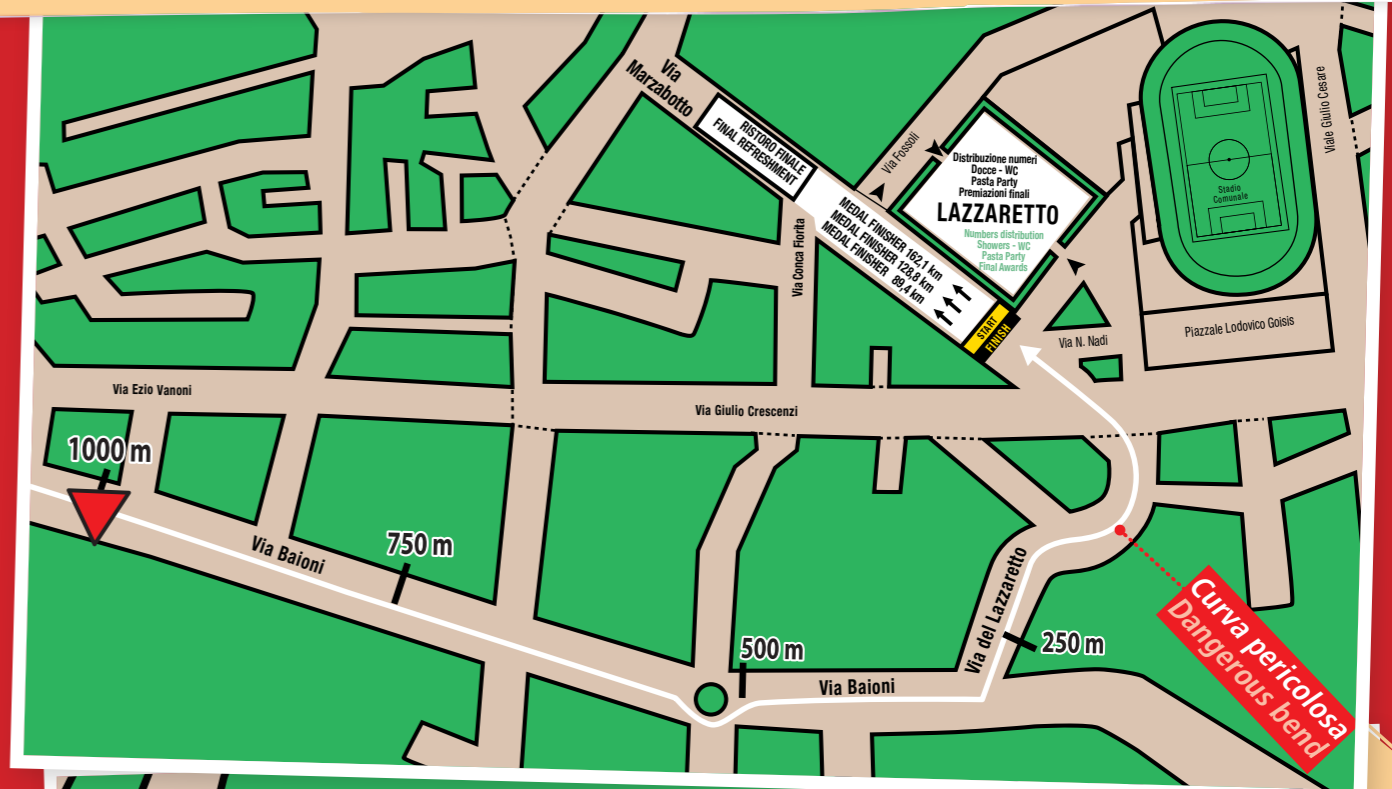 Via
Marzabotto
RISTORO FINALE
FINAL REFRESHMENT
Via Fossoli
Distribuzione numeri
Docce - WC
Pasta Party
Premiazioni finali
LAZZARETTO
Numbers distribution
Showers - WC
Pasta Party
Final Awards
Stadio
Comunale
Viale Giulio Cesare
MEDAL FINISHER 162,1 km
MEDAL FINISHER 128,8 km
MEDAL FINISHER 89,4 km
START
FINISH
Via Conca Fiorita
Via N. Nadi
Piazzale Lodovico Goisis
Via Ezio Vanoni
Via Giulio Crescenzi
1000 m
Via Baioni
750 m
500 m
Via Baioni
Via del Lazzaretto
250 m
Curva pericolosa
Dangerous bend